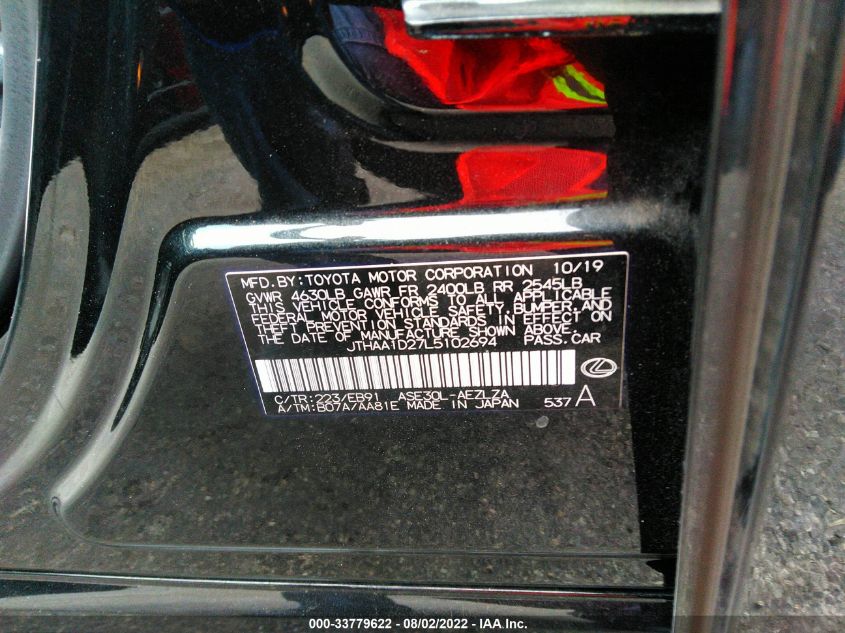 MFD.BY:TOYOTA MOTOR CORPORATION 10/19
GVWR 4630LB GAWR FR 2400LB RR 2545LB
THIS VEHICLE CONFORMS TO ALL APPLICABLE
FEDERAL MOTOR VEHICLE SAFETY,BUMPER,AND
THEFT PREVENTION STANDARDS IN EFFECT ON
THE DATE OF MANUFACTURE SHOWN ABOVE.
JTHAA1D27L5102694 PASS.CAR
C/TR:223/EB91 ASE30L-AEZLZA
A/TM:B07A/AA81E MADE IN JAPAN 537A
000-33779622 - 08/02/2022 - IAA Inc.